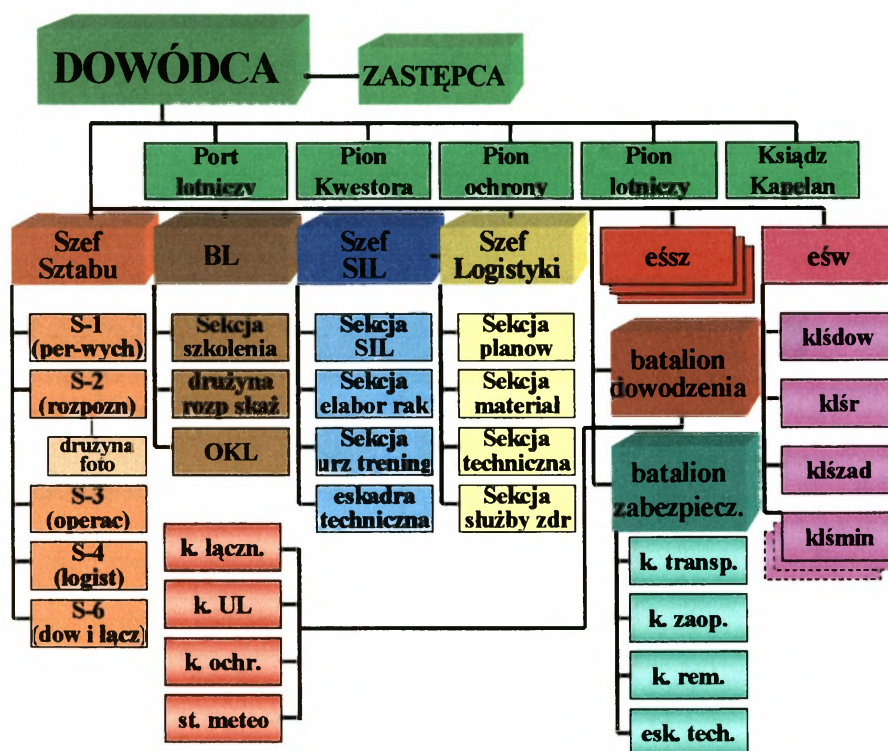 DOWÓDCA
ZASTĘPCA
Port
lotniczy
Pion
Kwestora
Pion
ochrony
Pion
lotniczy
Ksiądz
Kapelan
Szef
Sztabu
BL
Szef
SIL
Szef
Logistyki
eśsz
eśw
S-1
(per-wych)
S-2
(rozpozn)
drużyna
foto
S-3
(operac)
S-4
(logist)
S-6
(dow i łącz)
Sekcja
szkolenia
drużyna
rozp skaż
OKL
Sekcja
SIL
Sekcja
elabor rak
Sekcja
urz trening
eskadra
techniczna
Sekcja
planow
Sekcja
materiał
Sekcja
techniczna
Sekcja
służby zdr
batalion
dowodzenia
batalion
zabezpiecz.
klśdow
klśr
klśzad
klśmin
k. łączn.
k. UL
k. ochr.
st. meteo
k. transp.
k. zaop.
k. rem.
esk. tech.